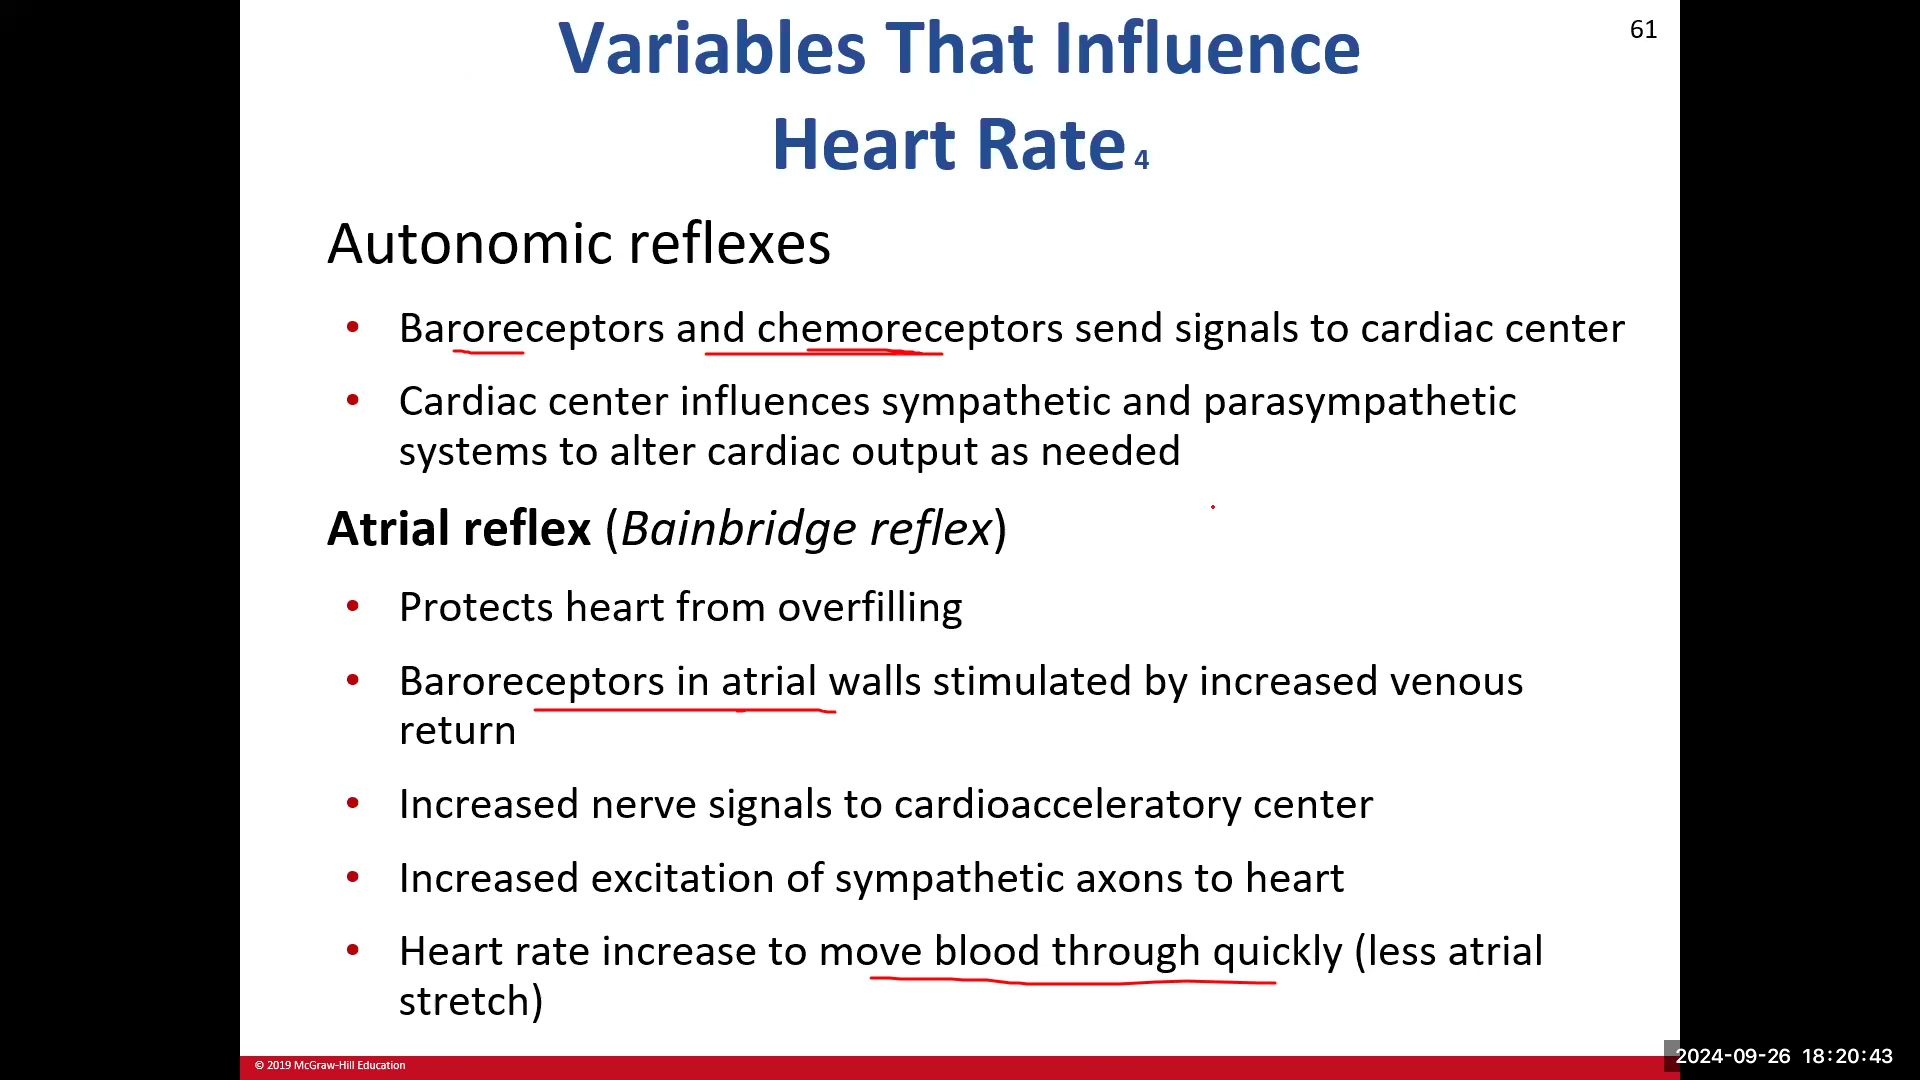 Variables That Influence
Heart Rate 4
61
Autonomic reflexes
• Baroreceptors and chemoreceptors send signals to cardiac center
• Cardiac center influences sympathetic and parasympathetic
systems to alter cardiac output as needed
Atrial reflex (Bainbridge reflex)
• Protects heart from overfilling
• Baroreceptors in atrial walls stimulated by increased venous
return
• Increased nerve signals to cardioacceleratory center
• Increased excitation of sympathetic axons to heart
• Heart rate increase to move blood through quickly (less atrial
stretch)
© 2019 McGraw-Hill Education
2024-09-26 18:20:43